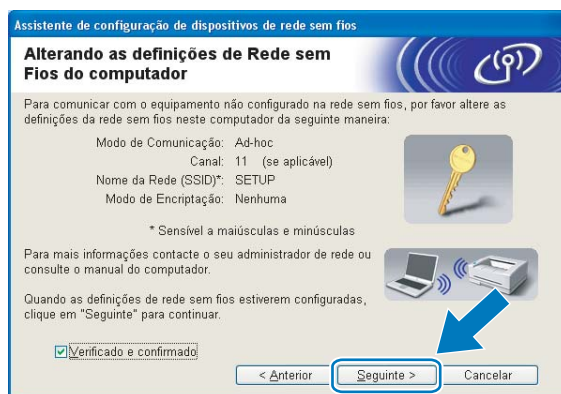 Assistente de configuração de dispositivos de rede sem fios
Alterando as definições de Rede sem
Fios do computador
Para comunicar com o equipamento não configurado na rede sem fios, por favor altere as
definições da rede sem fios neste computador da seguinte maneira:
Modo de Comunicação: Ad-hoc
Canal: 11 (se aplicável)
Nome da Rede (SSID)*: SETUP
Modo de Encriptação: Nenhuma
* Sensível a maiúsculas e minúsculas
Para mais informações contacte o seu administrador de rede ou
consulte o manual do computador.
Quando as definições de rede sem fios estiverem configuradas,
clique em "Seguinte" para continuar.
Verificado e confirmado
< Anterior Seguinte > Cancelar